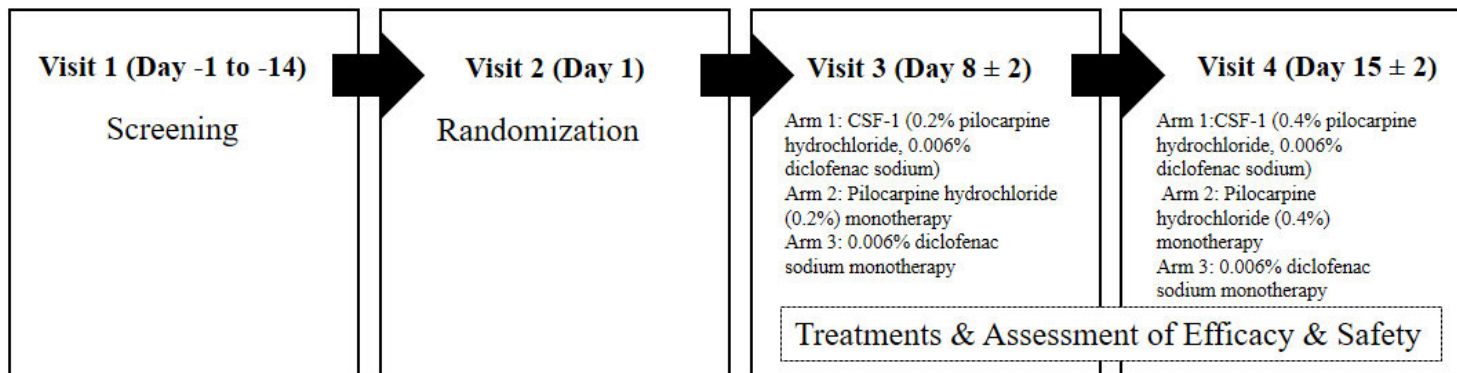 Visit 1 (Day -1 to -14)
Screening
Visit 2 (Day 1)
Randomization
Visit 3 (Day 8 ± 2)
Arm 1: CSF-1 (0.2% pilocarpine
hydrochloride, 0.006%
diclofenac sodium)
Arm 2: Pilocarpine hydrochloride
(0.2%) monotherapy
Arm 3: 0.006% diclofenac
sodium monotherapy
Visit 4 (Day 15 ± 2)
Arm 1:CSF-1 (0.4% pilocarpine
hydrochloride, 0.006%
diclofenac sodium)
Arm 2: Pilocarpine
hydrochloride (0.4%)
monotherapy
Arm 3: 0.006% diclofenac
sodium monotherapy
Treatments & Assessment of Efficacy & Safety